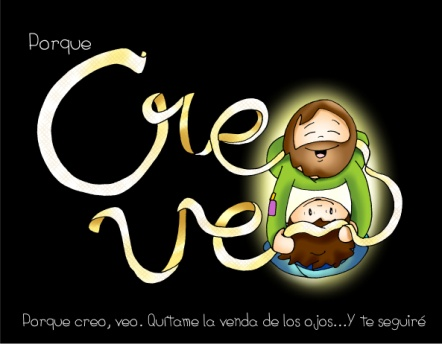 Porque
Creo
veo
Porque creo, veo. Quítame la venda de los ojos...Y te seguiré